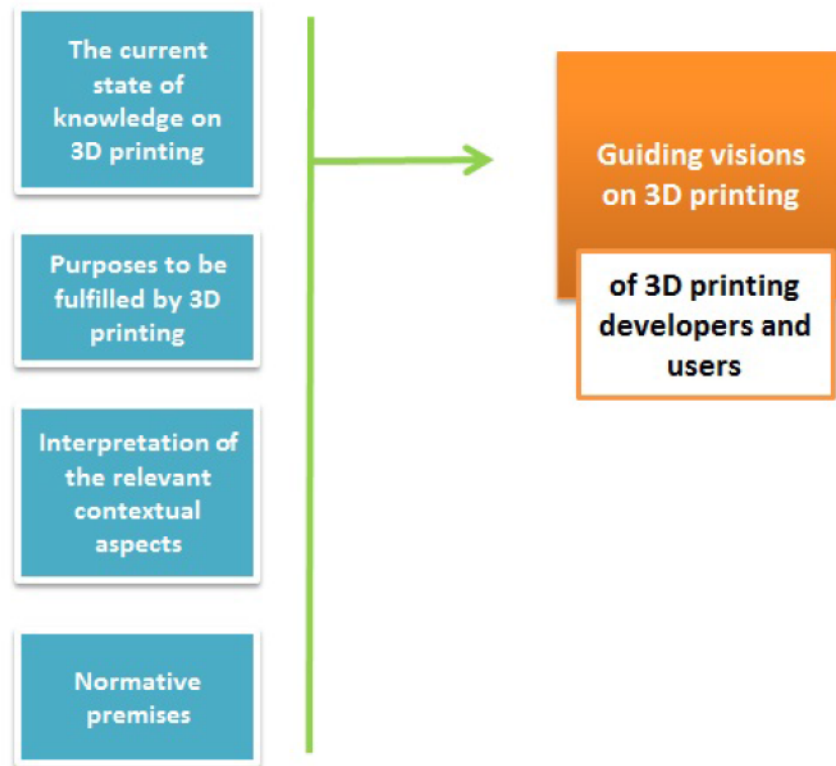 The current
state of
knowledge on
3D printing
Purposes to be
fulfilled by 3D
printing
Interpretation of
the relevant
contextual
aspects
Normative
premises
Guiding visions
on 3D printing
of 3D printing
developers and
users